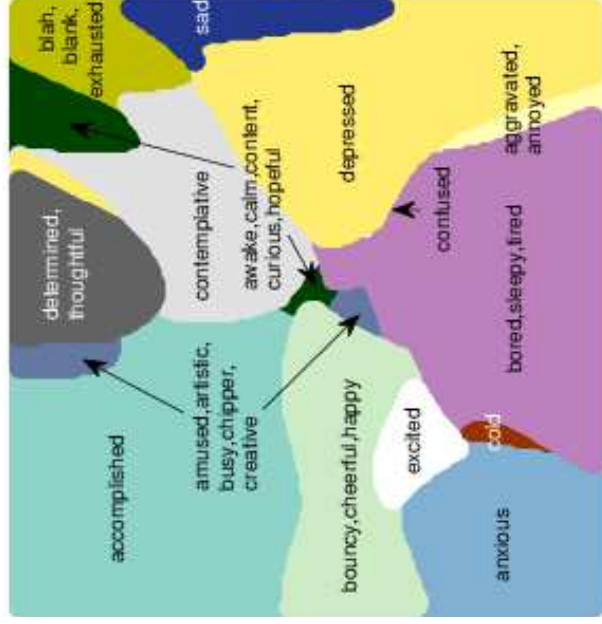 accomplished
amused,artistic,
busy,chipper,
creative
bouncy,cheerful,happy
excited
anxious
cold
determined,
thoughtful
contemplative
awake,calm,content,
curious,hopeful
blah,
blank,
exhausted
sad
depressed
confused
bored,sleepy,tired
aggravated,
annoyed